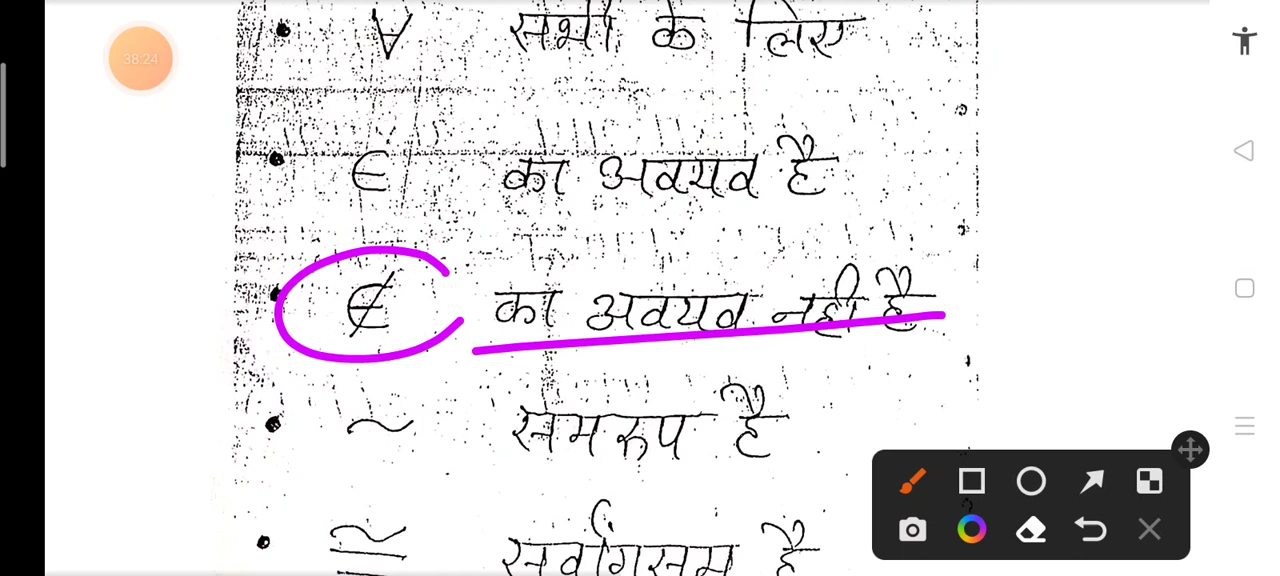 38:24
∀ सभी के लिए
∈ का अवयव है
∉ का अवयव नही है
~ समरुप है
≅ सर्वागसम है